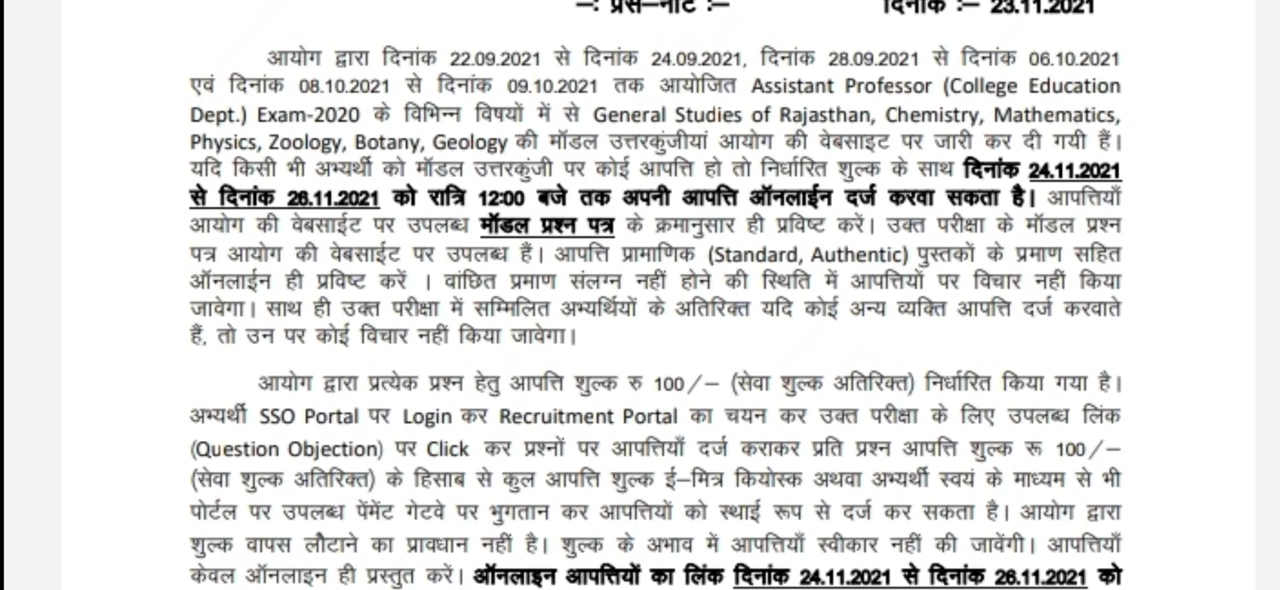 –: प्रेस–नोट :–          दिनांक :– 23.11.2021
आयोग द्वारा दिनांक 22.09.2021 से दिनांक 24.09.2021, दिनांक 28.09.2021 से दिनांक 06.10.2021
एवं दिनांक 08.10.2021 से दिनांक 09.10.2021 तक आयोजित Assistant Professor (College Education
Dept.) Exam-2020 के विभिन्न विषयों में से General Studies of Rajasthan, Chemistry, Mathematics,
Physics, Zoology, Botany, Geology की मॉडल उत्तरकुंजीयां आयोग की वेबसाइट पर जारी कर दी गयी हैं।
यदि किसी भी अभ्यर्थी को मॉडल उत्तरकुंजी पर कोई आपत्ति हो तो निर्धारित शुल्क के साथ दिनांक 24.11.2021
से दिनांक 26.11.2021 को रात्रि 12:00 बजे तक अपनी आपत्ति ऑनलाईन दर्ज करवा सकता है। आपत्तियाँ
आयोग की वेबसाईट पर उपलब्ध मॉडल प्रश्न पत्र के क्रमानुसार ही प्रविष्ट करें। उक्त परीक्षा के मॉडल प्रश्न
पत्र आयोग की वेबसाईट पर उपलब्ध हैं। आपत्ति प्रामाणिक (Standard, Authentic) पुस्तकों के प्रमाण सहित
ऑनलाईन ही प्रविष्ट करें । वांछित प्रमाण संलग्न नहीं होने की स्थिति में आपत्तियों पर विचार नहीं किया
जावेगा। साथ ही उक्त परीक्षा में सम्मिलित अभ्यर्थियों के अतिरिक्त यदि कोई अन्य व्यक्ति आपत्ति दर्ज करवाते
हैं, तो उन पर कोई विचार नहीं किया जावेगा।
आयोग द्वारा प्रत्येक प्रश्न हेतु आपत्ति शुल्क रु 100/– (सेवा शुल्क अतिरिक्त) निर्धारित किया गया है।
अभ्यर्थी SSO Portal पर Login कर Recruitment Portal का चयन कर उक्त परीक्षा के लिए उपलब्ध लिंक
(Question Objection) पर Click कर प्रश्नों पर आपत्तियाँ दर्ज कराकर प्रति प्रश्न आपत्ति शुल्क रू 100/–
(सेवा शुल्क अतिरिक्त) के हिसाब से कुल आपत्ति शुल्क ई–मित्र कियोस्क अथवा अभ्यर्थी स्वयं के माध्यम से भी
पोर्टल पर उपलब्ध पेंमेंट गेटवे पर भुगतान कर आपत्तियों को स्थाई रूप से दर्ज कर सकता है। आयोग द्वारा
शुल्क वापस लौटाने का प्रावधान नहीं है। शुल्क के अभाव में आपत्तियाँ स्वीकार नहीं की जावेंगी। आपत्तियाँ
केवल ऑनलाइन ही प्रस्तुत करें। ऑनलाइन आपत्तियों का लिंक दिनांक 24.11.2021 से दिनांक 26.11.2021 को